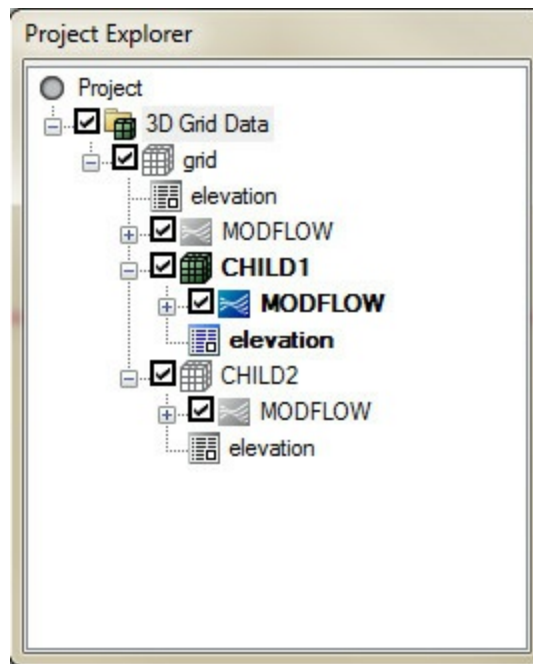 Project Explorer
Project
3D Grid Data
grid
elevation
MODFLOW
CHILD1
MODFLOW
elevation
CHILD2
MODFLOW
elevation